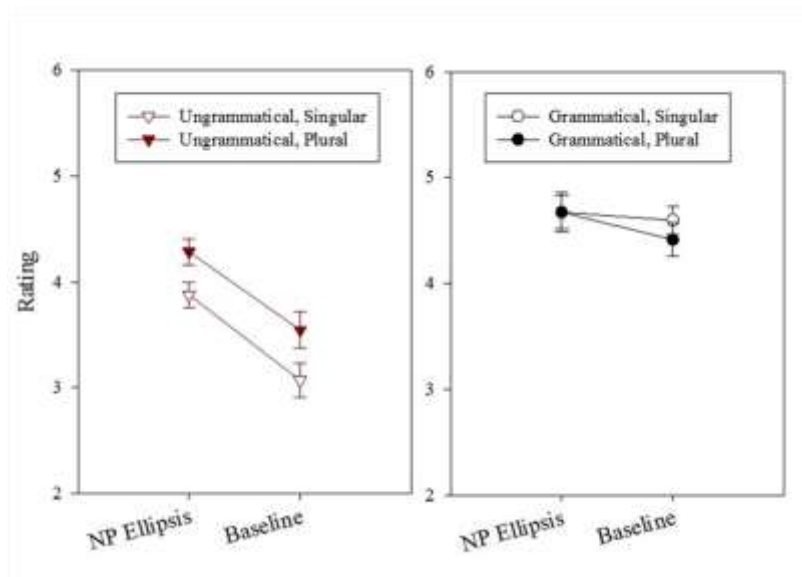 6
5
4
3
2
Rating
Ungrammatical, Singular
Ungrammatical, Plural
NP Ellipsis
Baseline
6
5
4
3
2
Grammatical, Singular
Grammatical, Plural
NP Ellipsis
Baseline